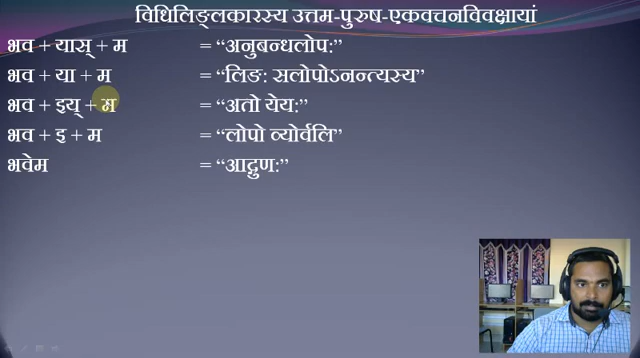 विधिलिङ्लकारस्य उत्तम-पुरुष-एकवचनविवक्षायां
भव + यास् + म = “अनुबन्धलोप:”
भव + या + म = “लिङ: सलोपोऽनन्त्यस्य”
भव + इय् + म = “अतो येय:”
भव + इ + म = “लोपो व्योर्वलि”
भवेम = “आद्गुण:”